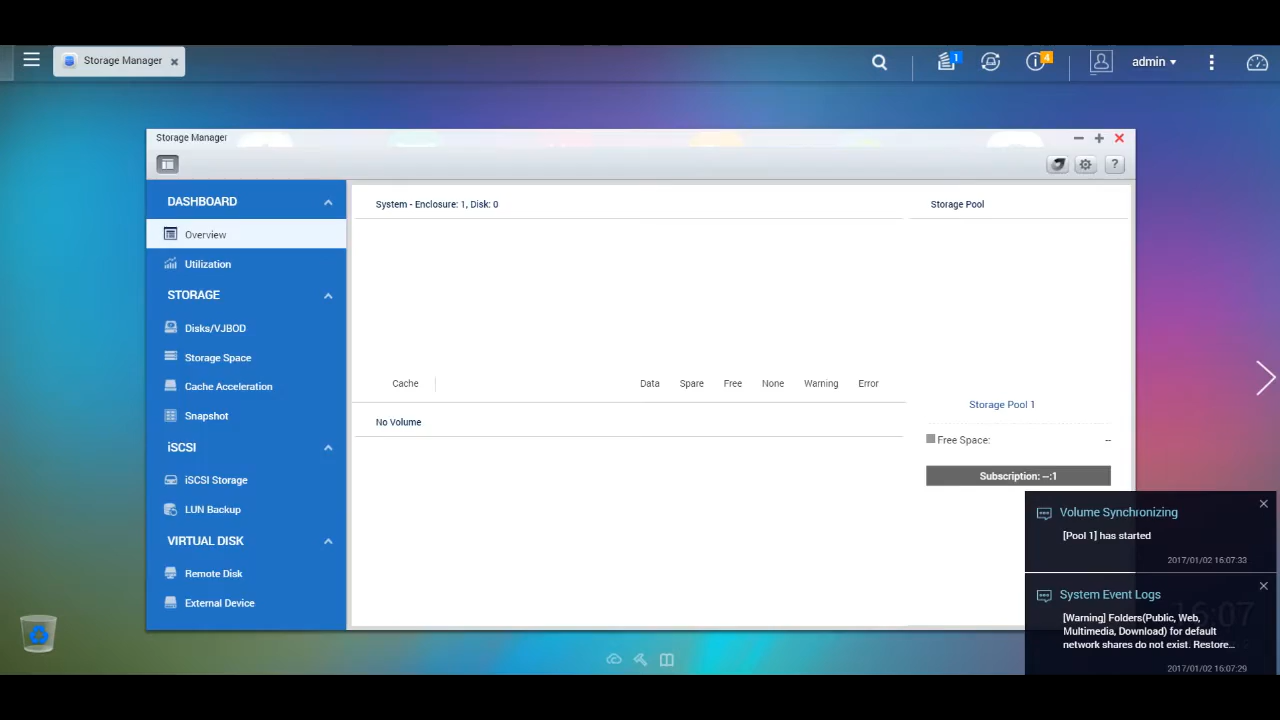 Storage Manager
1
4
admin
Storage Manager
?
DASHBOARD
Overview
Utilization
STORAGE
Disks/VJBOD
Storage Space
Cache Acceleration
Snapshot
iSCSI
iSCSI Storage
LUN Backup
VIRTUAL DISK
Remote Disk
External Device
System - Enclosure: 1, Disk: 0
Cache
Data Spare Free None Warning Error
No Volume
Storage Pool
Storage Pool 1
Free Space: --
Subscription: --:1
Volume Synchronizing
[Pool 1] has started
2017/01/02 16:07:33
System Event Logs
[Warning] Folders(Public, Web,
Multimedia, Download) for default
network shares do not exist. Restore...
2017/01/02 16:07:29
16:07